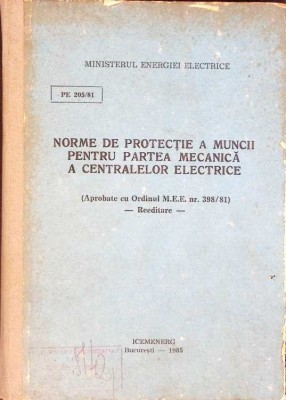 MINISTERUL ENERGIEI ELECTRICE
PE 205/81
NORME DE PROTECȚIE A MUNCII
PENTRU PARTEA MECANICĂ
A CENTRALELOR ELECTRICE
(Aprobate cu Ordinul M.E.E. nr. 398/81)
— Reeditare —
ICEMENERG
București — 1985